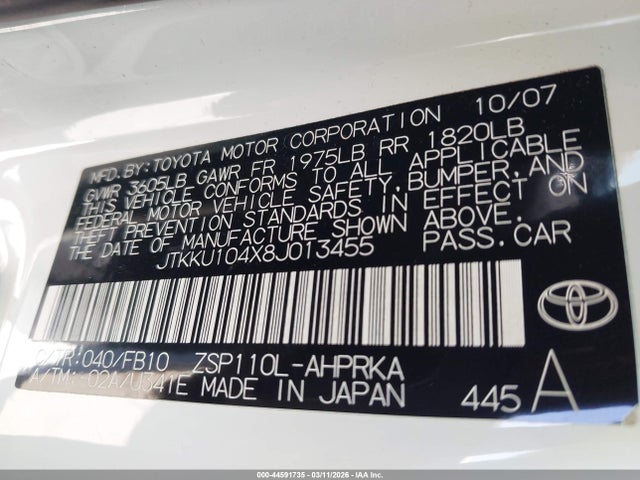 MFD. BY: TOYOTA MOTOR CORPORATION 10/07
GVWR 3605LB GAWR FR 1975LB RR 1820LB
THIS VEHICLE CONFORMS TO ALL APPLICABLE
FEDERAL MOTOR VEHICLE SAFETY, BUMPER, AND
THEFT PREVENTION STANDARDS IN EFFECT ON
THE DATE OF MANUFACTURE SHOWN ABOVE.
JTKKU104X8J013455 PASS. CAR
C/TR: 040/FB10 ZSP110L-AHPRKA
A/TM: -02A/U341E MADE IN JAPAN 445 A
000-44591735 - 03/11/2026 - IAA, Inc.